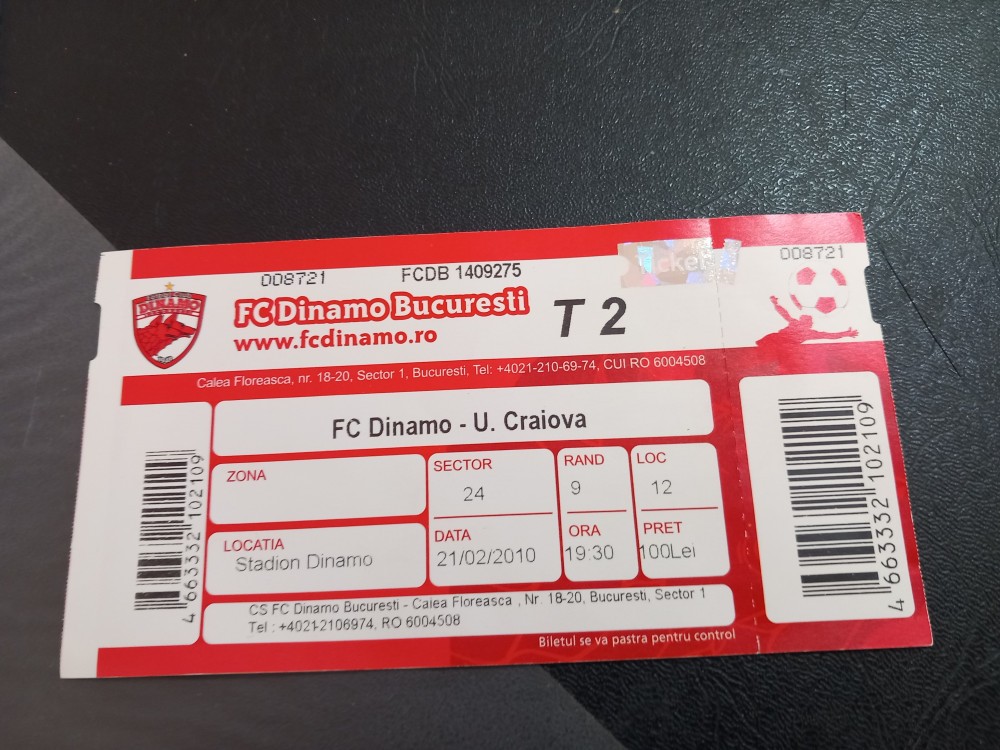 008721
FCDB 1409275
ticket
008721
DINAMO
FC Dinamo Bucuresti
T 2
www.fcdinamo.ro
Calea Floreasca, nr. 18-20, Sector 1, Bucuresti, Tel: +4021-210-69-74, CUI RO 6004508
FC Dinamo - U. Craiova
ZONA
SECTOR
24
RAND
9
LOC
12
LOCATIA
Stadion Dinamo
DATA
21/02/2010
ORA
19:30
PRET
100Lei
CS FC Dinamo Bucuresti - Calea Floreasca , Nr. 18-20, Bucuresti, Sector 1
Tel : +4021-2106974, RO 6004508
Biletul se va pastra pentru control
4 663332 102109
4 663332 102109